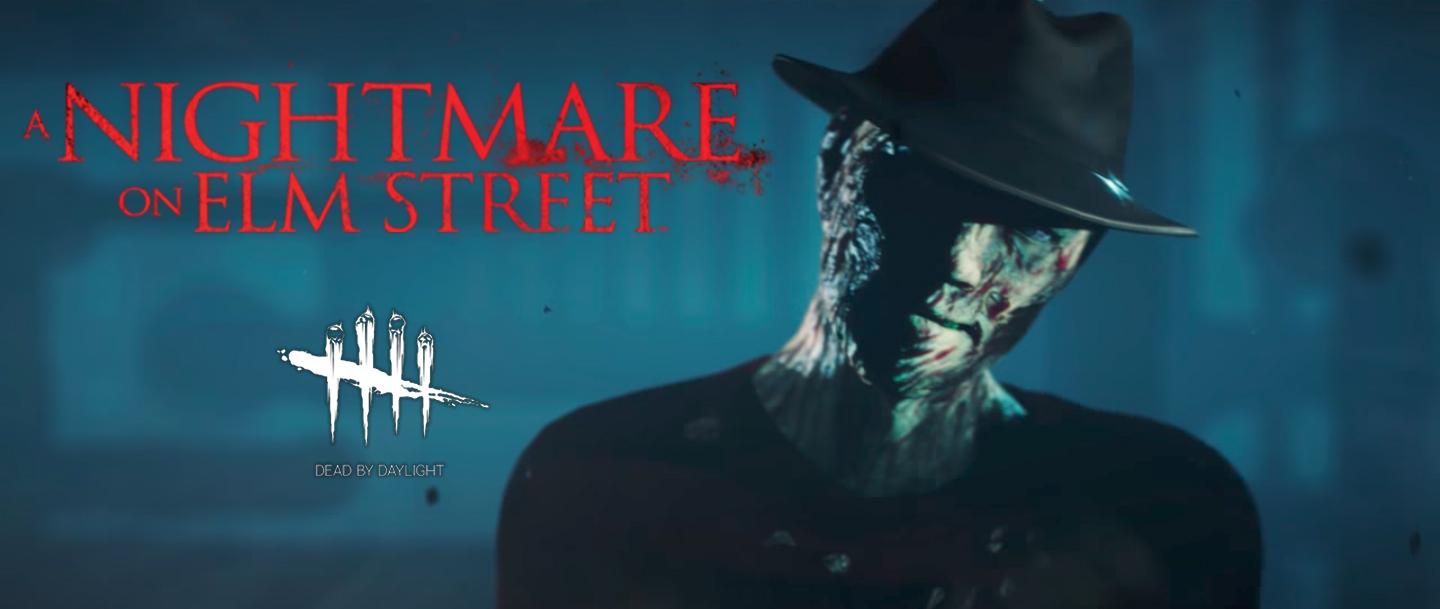 A NIGHTMARE
ON ELM STREET
DEAD BY DAYLIGHT